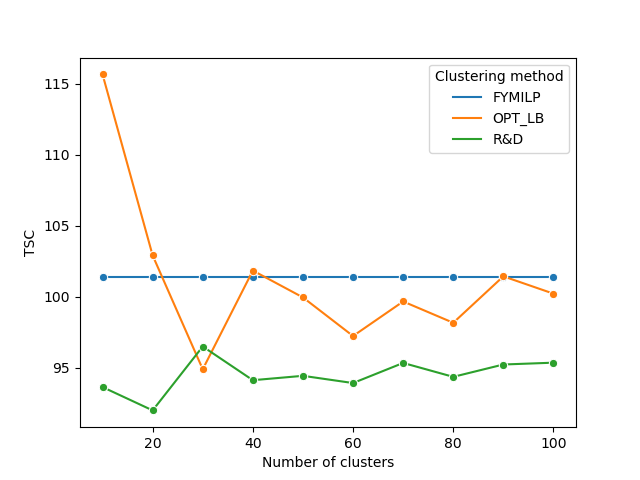 115
110
105
100
95
TSC
Clustering method
FYMILP
OPT_LB
R&D
20
40
60
80
100
Number of clusters